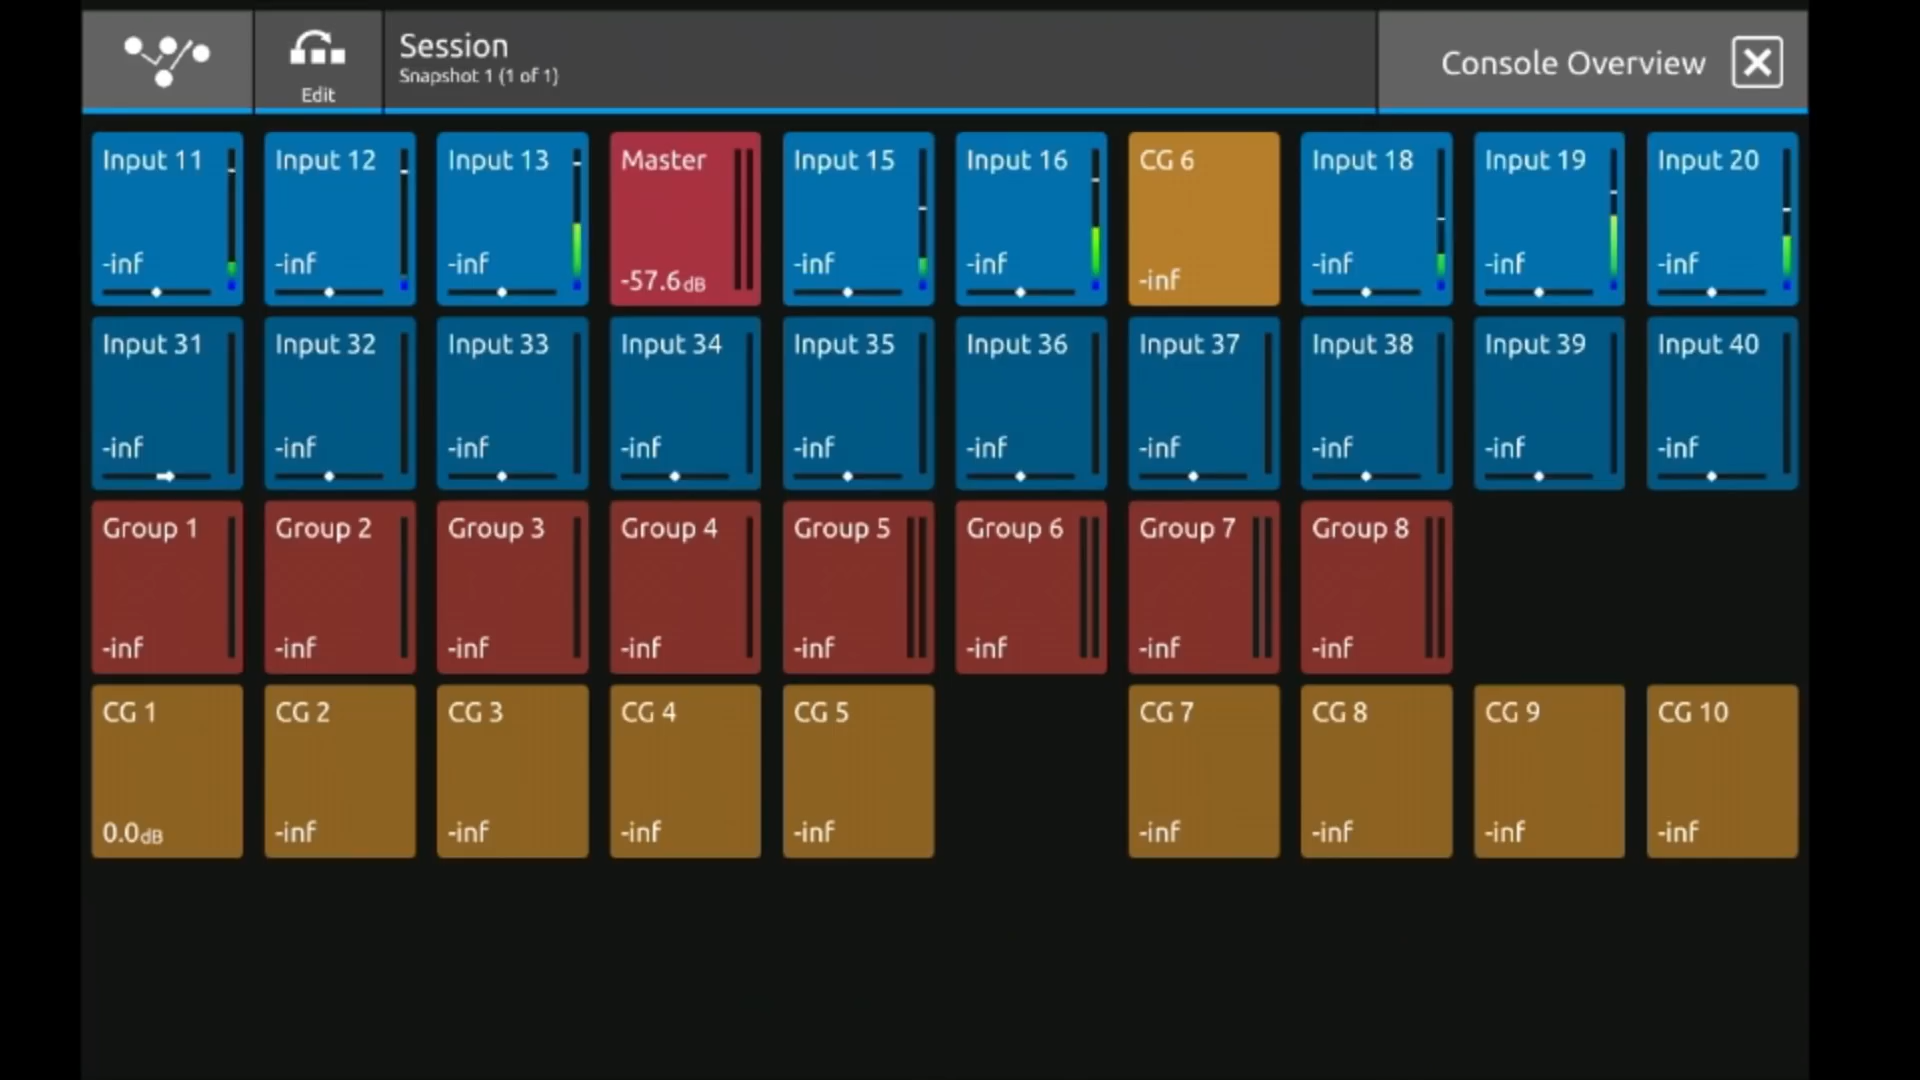 Session
Snapshot 1 (1 of 1)
Edit
Console Overview
Input 11 Input 12 Input 13 Master Input 15 Input 16 CG 6 Input 18 Input 19 Input 20
-inf -inf -inf -57.6dB -inf -inf -inf -inf -inf -inf
Input 31 Input 32 Input 33 Input 34 Input 35 Input 36 Input 37 Input 38 Input 39 Input 40
-inf -inf -inf -inf -inf -inf -inf -inf -inf -inf
Group 1 Group 2 Group 3 Group 4 Group 5 Group 6 Group 7 Group 8
-inf -inf -inf -inf -inf -inf -inf -inf
CG 1 CG 2 CG 3 CG 4 CG 5 CG 7 CG 8 CG 9 CG 10
0.0dB -inf -inf -inf -inf -inf -inf -inf -inf